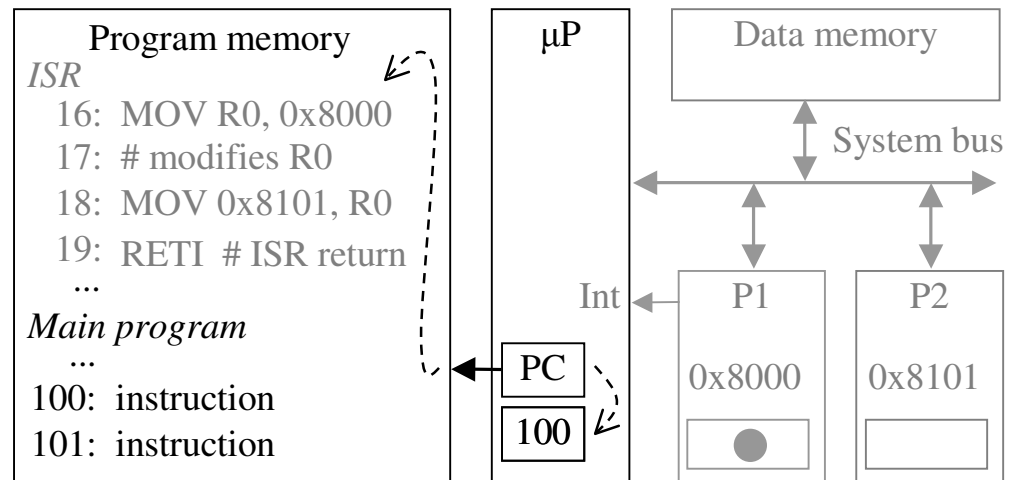 Program memory
ISR
16: MOV R0, 0x8000
17: # modifies R0
18: MOV 0x8101, R0
19: RETI # ISR return
...
Main program
...
100: instruction
101: instruction
μP
Int
PC
100
Data memory
System bus
P1
0x8000
P2
0x8101